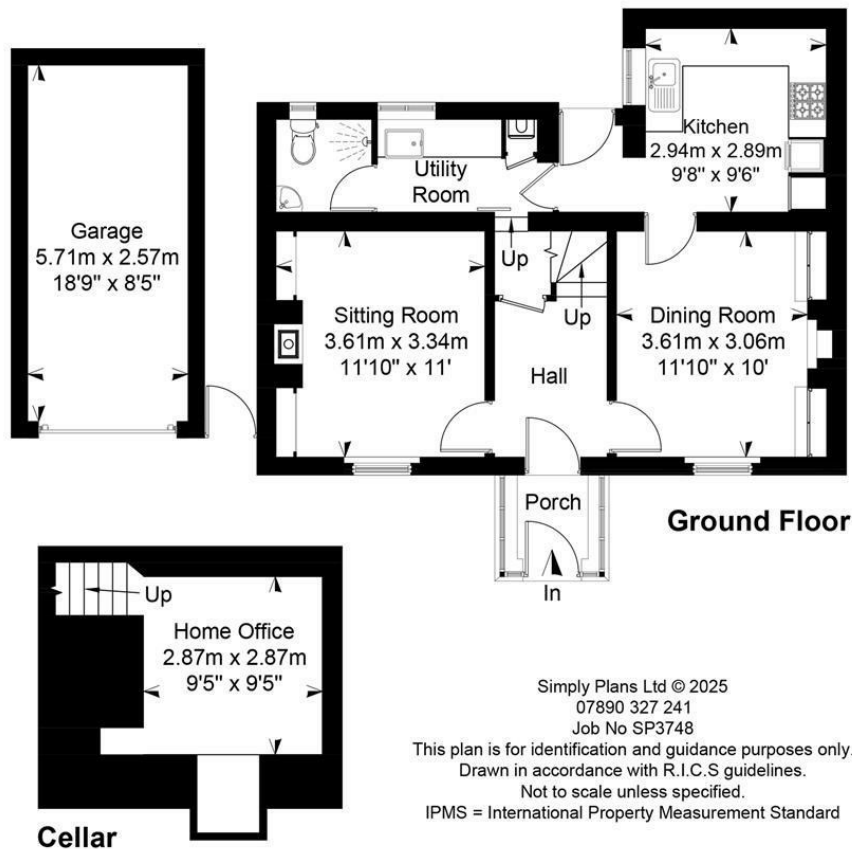 Kitchen
2.94m x 2.89m
9'8" x 9'6"
Utility
Room
Garage
5.71m x 2.57m
18'9" x 8'5"
Up
Up
Sitting Room
3.61m x 3.34m
11'10" x 11'
Hall
Dining Room
3.61m x 3.06m
11'10" x 10'
Porch
In
Ground Floor
Up
Home Office
2.87m x 2.87m
9'5" x 9'5"
Cellar
Simply Plans Ltd © 2025
07890 327 241
Job No SP3748
This plan is for identification and guidance purposes only.
Drawn in accordance with R.I.C.S guidelines.
Not to scale unless specified.
IPMS = International Property Measurement Standard